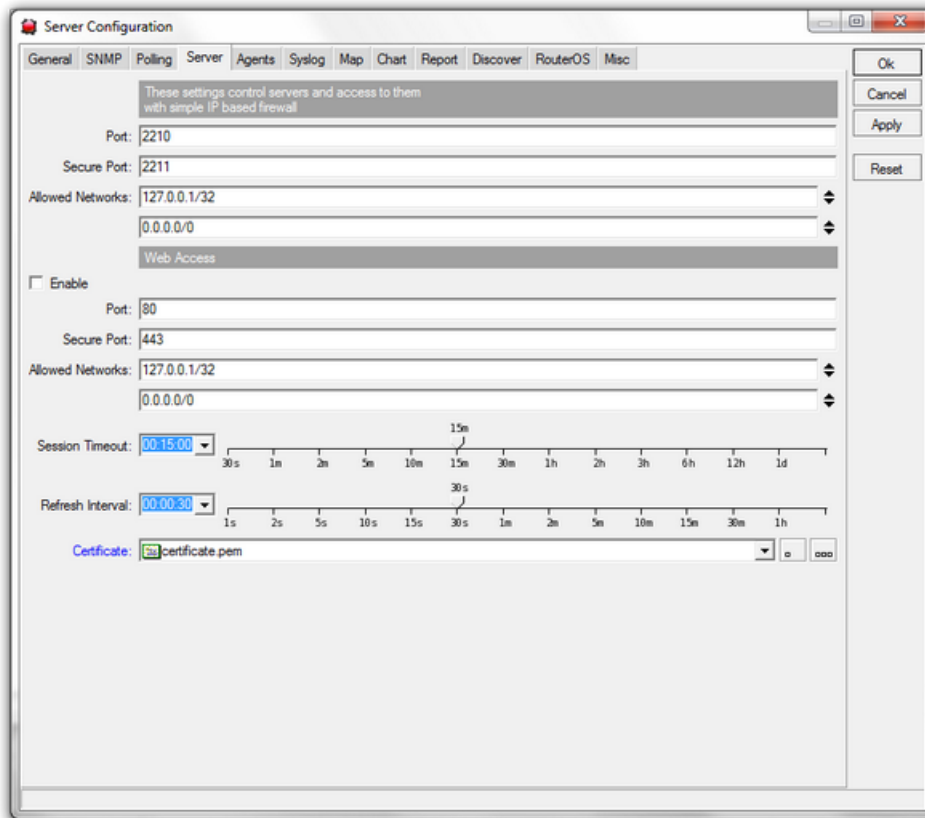 Server Configuration
General SNMP Polling Server Agents Syslog Map Chart Report Discover RouterOS Misc
Ok
Cancel
Apply
Reset
These settings control servers and access to them
with simple IP based firewall
Port: 2210
Secure Port: 2211
Allowed Networks: 127.0.0.1/32
0.0.0.0/0
Web Access
Enable
Port: 80
Secure Port: 443
Allowed Networks: 127.0.0.1/32
0.0.0.0/0
15m
Session Timeout: 00:15:00
30s 1m 2m 5m 10m 15m 30m 1h 2h 3h 6h 12h 1d
30s
Refresh Interval: 00:00:30
1s 2s 5s 10s 15s 30s 1m 2m 5m 10m 15m 30m 1h
Certificate: certificate.pem